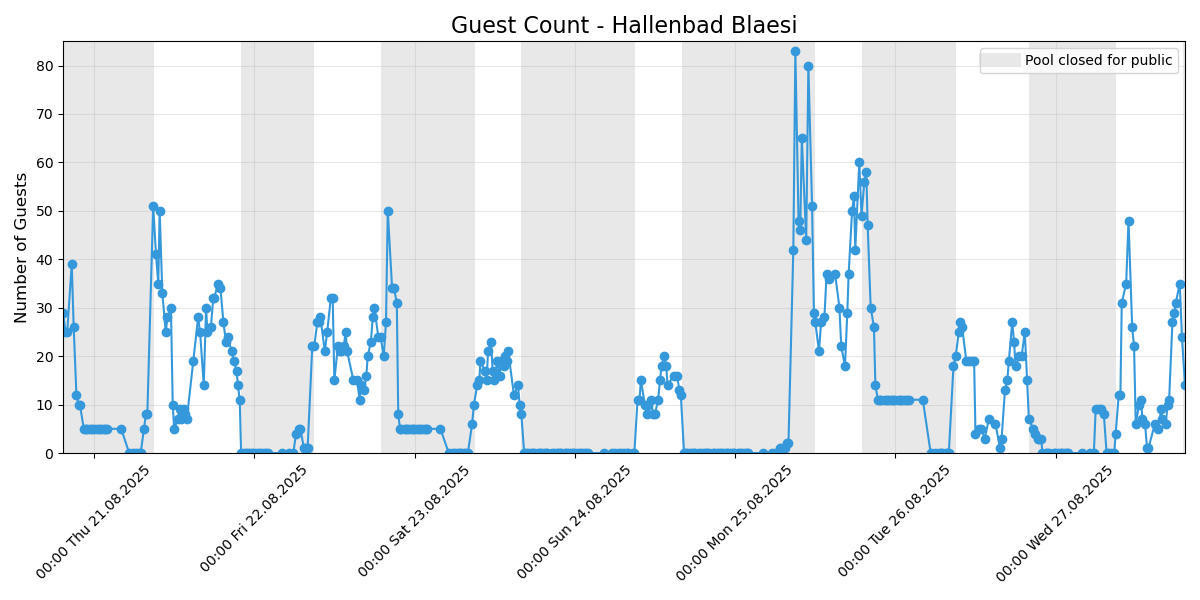 Guest Count - Hallenbad Blaesi
Pool closed for public
Number of Guests
80
70
60
50
40
30
20
10
0
00:00 Thu 21.08.2025
00:00 Fri 22.08.2025
00:00 Sat 23.08.2025
00:00 Sun 24.08.2025
00:00 Mon 25.08.2025
00:00 Tue 26.08.2025
00:00 Wed 27.08.2025